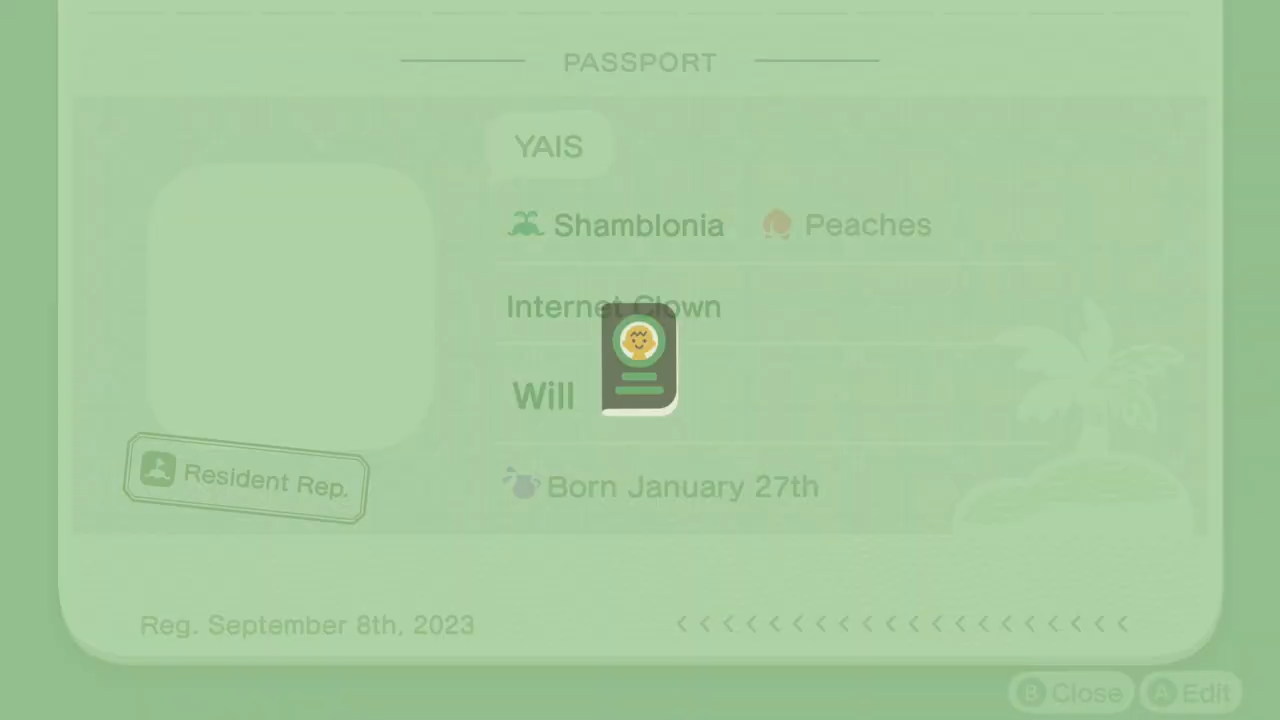 PASSPORT
YAIS
Shamblonia Peaches
Internet Clown
Will
Born January 27th
Resident Rep.
Reg. September 8th, 2023
< < < < < < < < < < < < < < < < < < < <
B Close A Edit